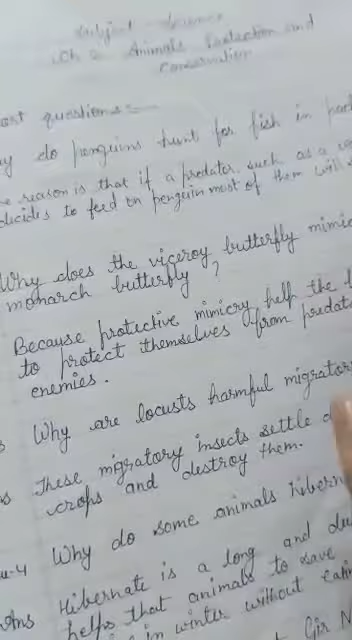 Subject - Science
Ch 2. Animals Protection and
Conservation
questions:-
do penguins hunt for fish in
reason is that if a predator such as a
decides to feed on penguin most of them will
Why does the viceroy butterfly mimic
monarch butterfly?
Because protective mimicry help the
to protect themselves from
enemies.
Why are locusts harmful
These migratory insects settle
crops and destroy them.
Ques-4 Why do some animals
Ans Hibernate is a long and
helps that animals to save
in winter without